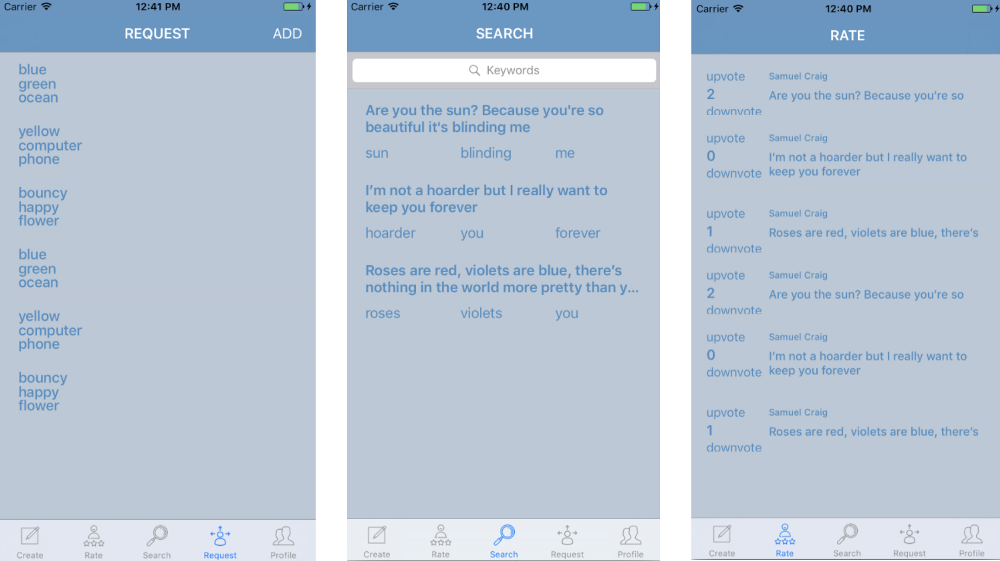 Carrier 12:41 PM
REQUEST ADD
blue
green
ocean
yellow
computer
phone
bouncy
happy
flower
blue
green
ocean
yellow
computer
phone
bouncy
happy
flower
Create Rate Search Request Profile
Carrier 12:40 PM
SEARCH
Keywords
Are you the sun? Because you're so
beautiful it's blinding me
sun blinding me
I'm not a hoarder but I really want to
keep you forever
hoarder you forever
Roses are red, violets are blue, there's
nothing in the world more pretty than y...
roses violets you
Create Rate Search Request Profile
Carrier 12:40 PM
RATE
upvote Samuel Craig
2 Are you the sun? Because you're so
downvote
upvote Samuel Craig
0 I'm not a hoarder but I really want to
downvote keep you forever
upvote Samuel Craig
1 Roses are red, violets are blue, there's
downvote
upvote Samuel Craig
2 Are you the sun? Because you're so
downvote
upvote Samuel Craig
0 I'm not a hoarder but I really want to
downvote keep you forever
upvote Samuel Craig
1 Roses are red, violets are blue, there's
downvote
Create Rate Search Request Profile